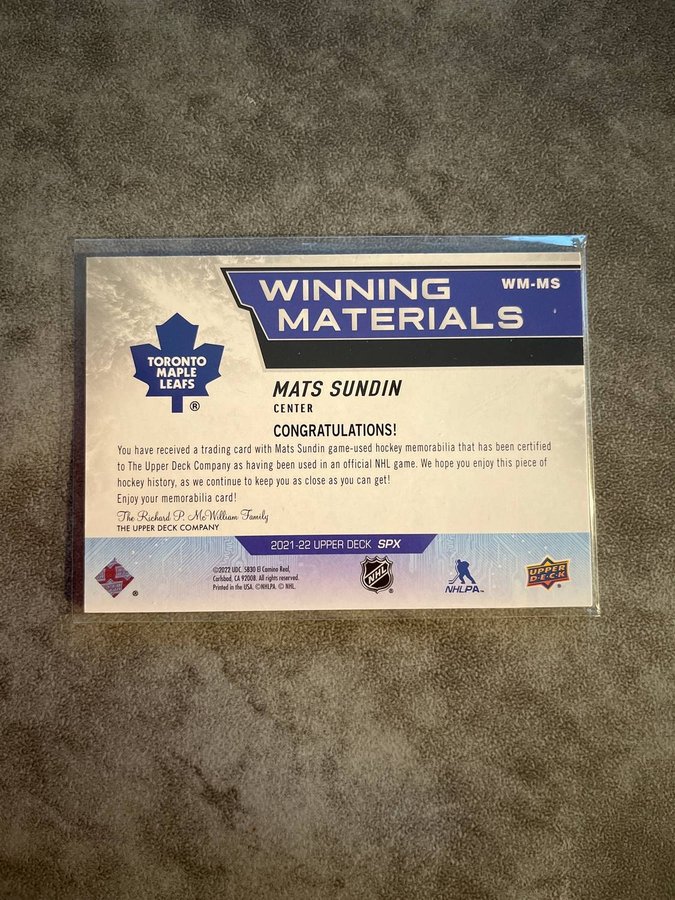 WINNING
MATERIALS
WM-MS
TORONTO
MAPLE
LEAFS
®
MATS SUNDIN
CENTER
CONGRATULATIONS!
You have received a trading card with Mats Sundin game-used hockey memorabilia that has been certified
to The Upper Deck Company as having been used in an official NHL game. We hope you enjoy this piece of
hockey history, as we continue to keep you as close as you can get!
Enjoy your memorabilia card!
The Richard P. McWilliam Family
THE UPPER DECK COMPANY
2021-22 UPPER DECK SPX
®
©2022 UDC. 5830 El Camino Real,
Carlsbad, CA 92008. All rights reserved.
Printed in the USA. ©NHLPA. © NHL.
NHL
®
NHLPA™
UPPER
DECK